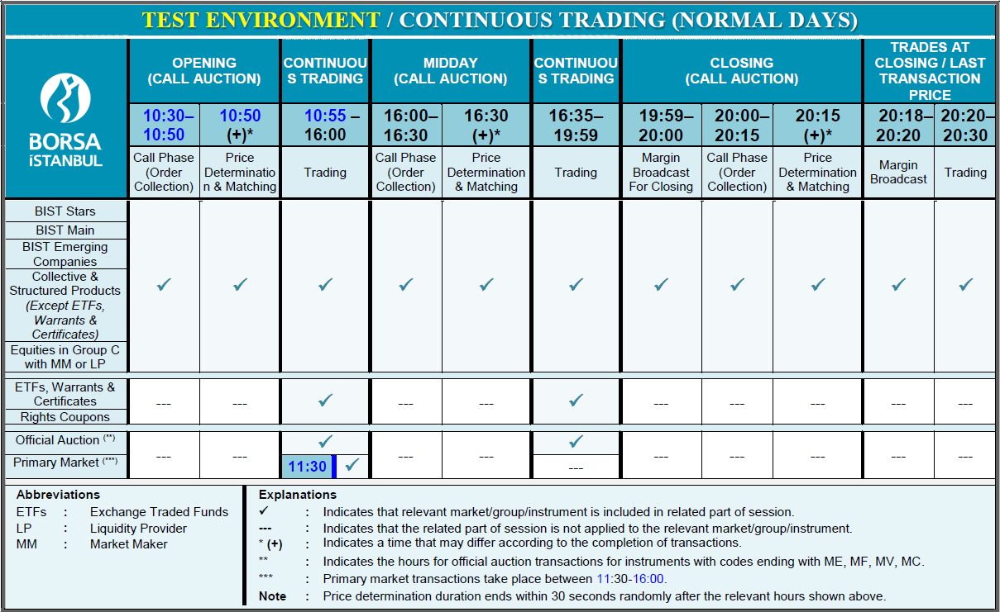 TEST ENVIRONMENT / CONTINUOUS TRADING (NORMAL DAYS)
BORSA
İSTANBUL
OPENING
(CALL AUCTION)
CONTINUOU
S TRADING
MIDDAY
(CALL AUCTION)
CONTINUOU
S TRADING
CLOSING
(CALL AUCTION)
TRADES AT
CLOSING / LAST
TRANSACTION
PRICE
10:30–
10:50
10:50
(+)*
10:55 –
16:00
16:00–
16:30
16:30
(+)*
16:35–
19:59
19:59–
20:00
20:00–
20:15
20:15
(+)*
20:18–
20:20
20:20–
20:30
Call Phase
(Order
Collection)
Price
Determinatio
n & Matching
Trading
Call Phase
(Order
Collection)
Price
Determination
& Matching
Trading
Margin
Broadcast
For Closing
Call Phase
(Order
Collection)
Price
Determination
& Matching
Margin
Broadcast
Trading
BIST Stars
BIST Main
BIST Emerging
Companies
Collective &
Structured Products
(Except ETFs,
Warrants &
Certificates)
Equities in Group C
with MM or LP
✓ ✓ ✓ ✓ ✓ ✓ ✓ ✓ ✓ ✓ ✓
ETFs, Warrants &
Certificates
Rights Coupons
--- --- ✓ --- --- ✓ --- --- --- --- ---
Official Auction (**)
✓ ✓
Primary Market (***)
--- --- 11:30 ✓ --- --- --- --- --- --- --- ---
Abbreviations
ETFs : Exchange Traded Funds
LP : Liquidity Provider
MM : Market Maker
Explanations
✓ : Indicates that relevant market/group/instrument is included in related part of session.
--- : Indicates that the related part of session is not applied to the relevant market/group/instrument.
* (+) : Indicates a time that may differ according to the completion of transactions.
** : Indicates the hours for official auction transactions for instruments with codes ending with ME, MF, MV, MC.
*** : Primary market transactions take place between 11:30-16:00.
Note : Price determination duration ends within 30 seconds randomly after the relevant hours shown above.